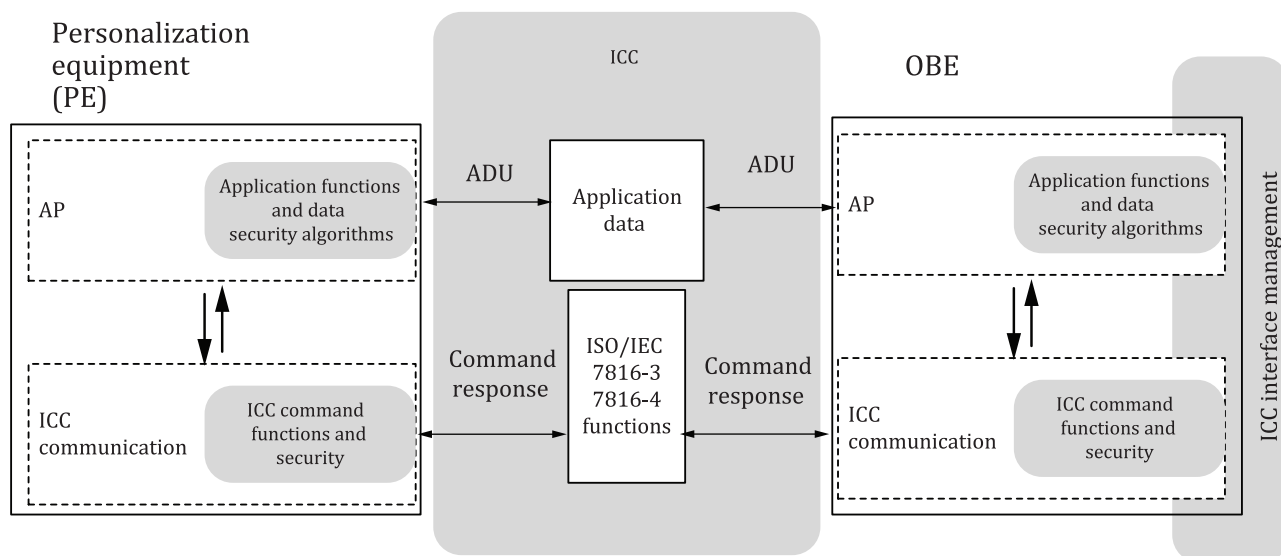 Personalization
equipment
(PE)
ICC
OBE
AP
Application functions
and data
security algorithms
ADU
Application
data
ADU
AP
Application functions
and data
security algorithms
ICC
communication
ICC command
functions and
security
Command
response
ISO/IEC
7816-3
7816-4
functions
Command
response
ICC
communication
ICC command
functions and
security
ICC interface management